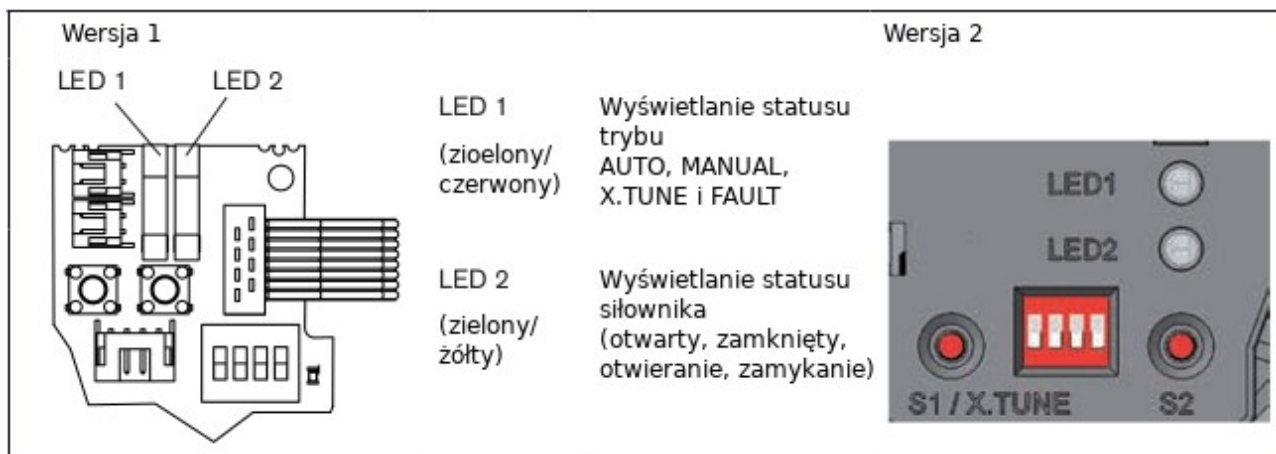 Wersja 1
LED 1
LED 2
LED 1
(zioelony/
czerwony)
Wyświetlanie statusu
trybu
AUTO, MANUAL,
X.TUNE i FAULT
LED 2
(zielony/
żółty)
Wyświetlanie statusu
siłownika
(otwarty, zamknięty,
otwieranie, zamykanie)
Wersja 2
LED1
LED2
S1 / X.TUNE
S2